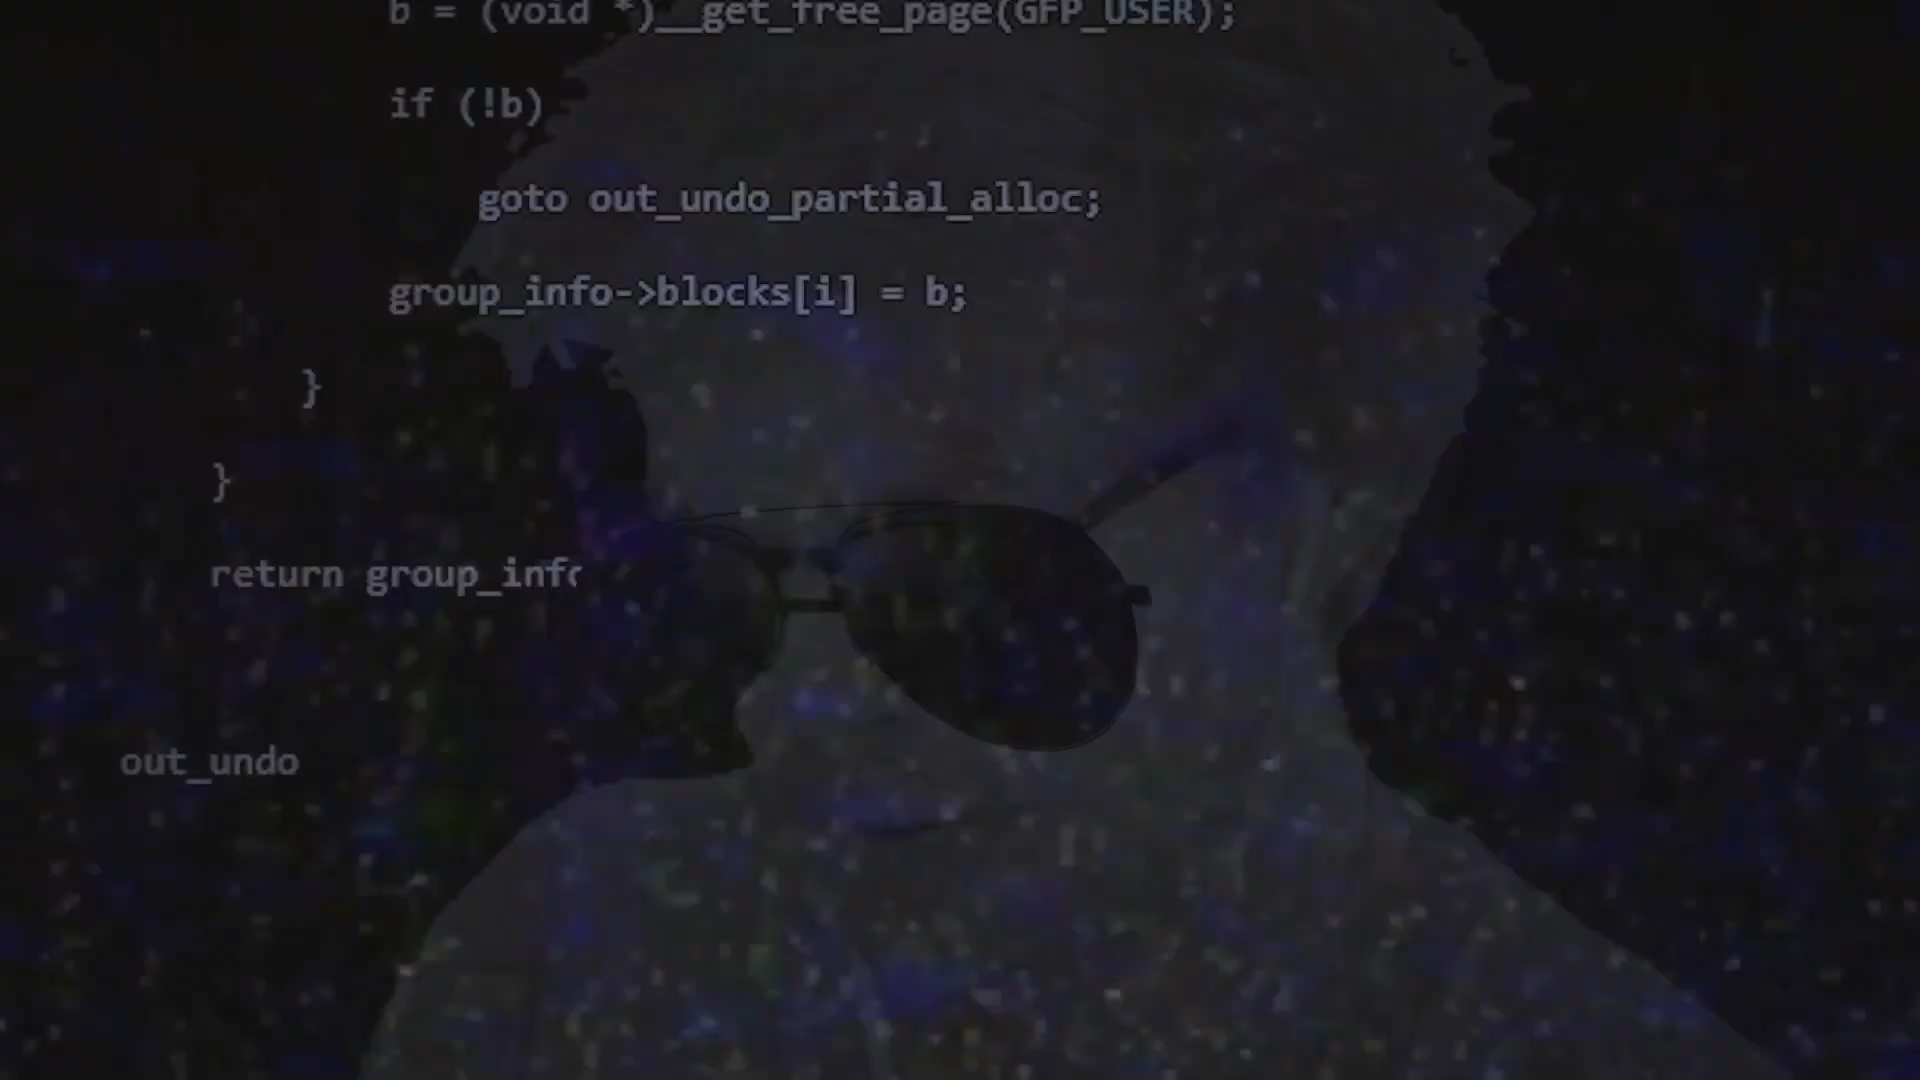 b = (void *)__get_free_page(GFP_USER);
if (!b)
goto out_undo_partial_alloc;
group_info->blocks[i] = b;
}
}
return group_info
out_undo